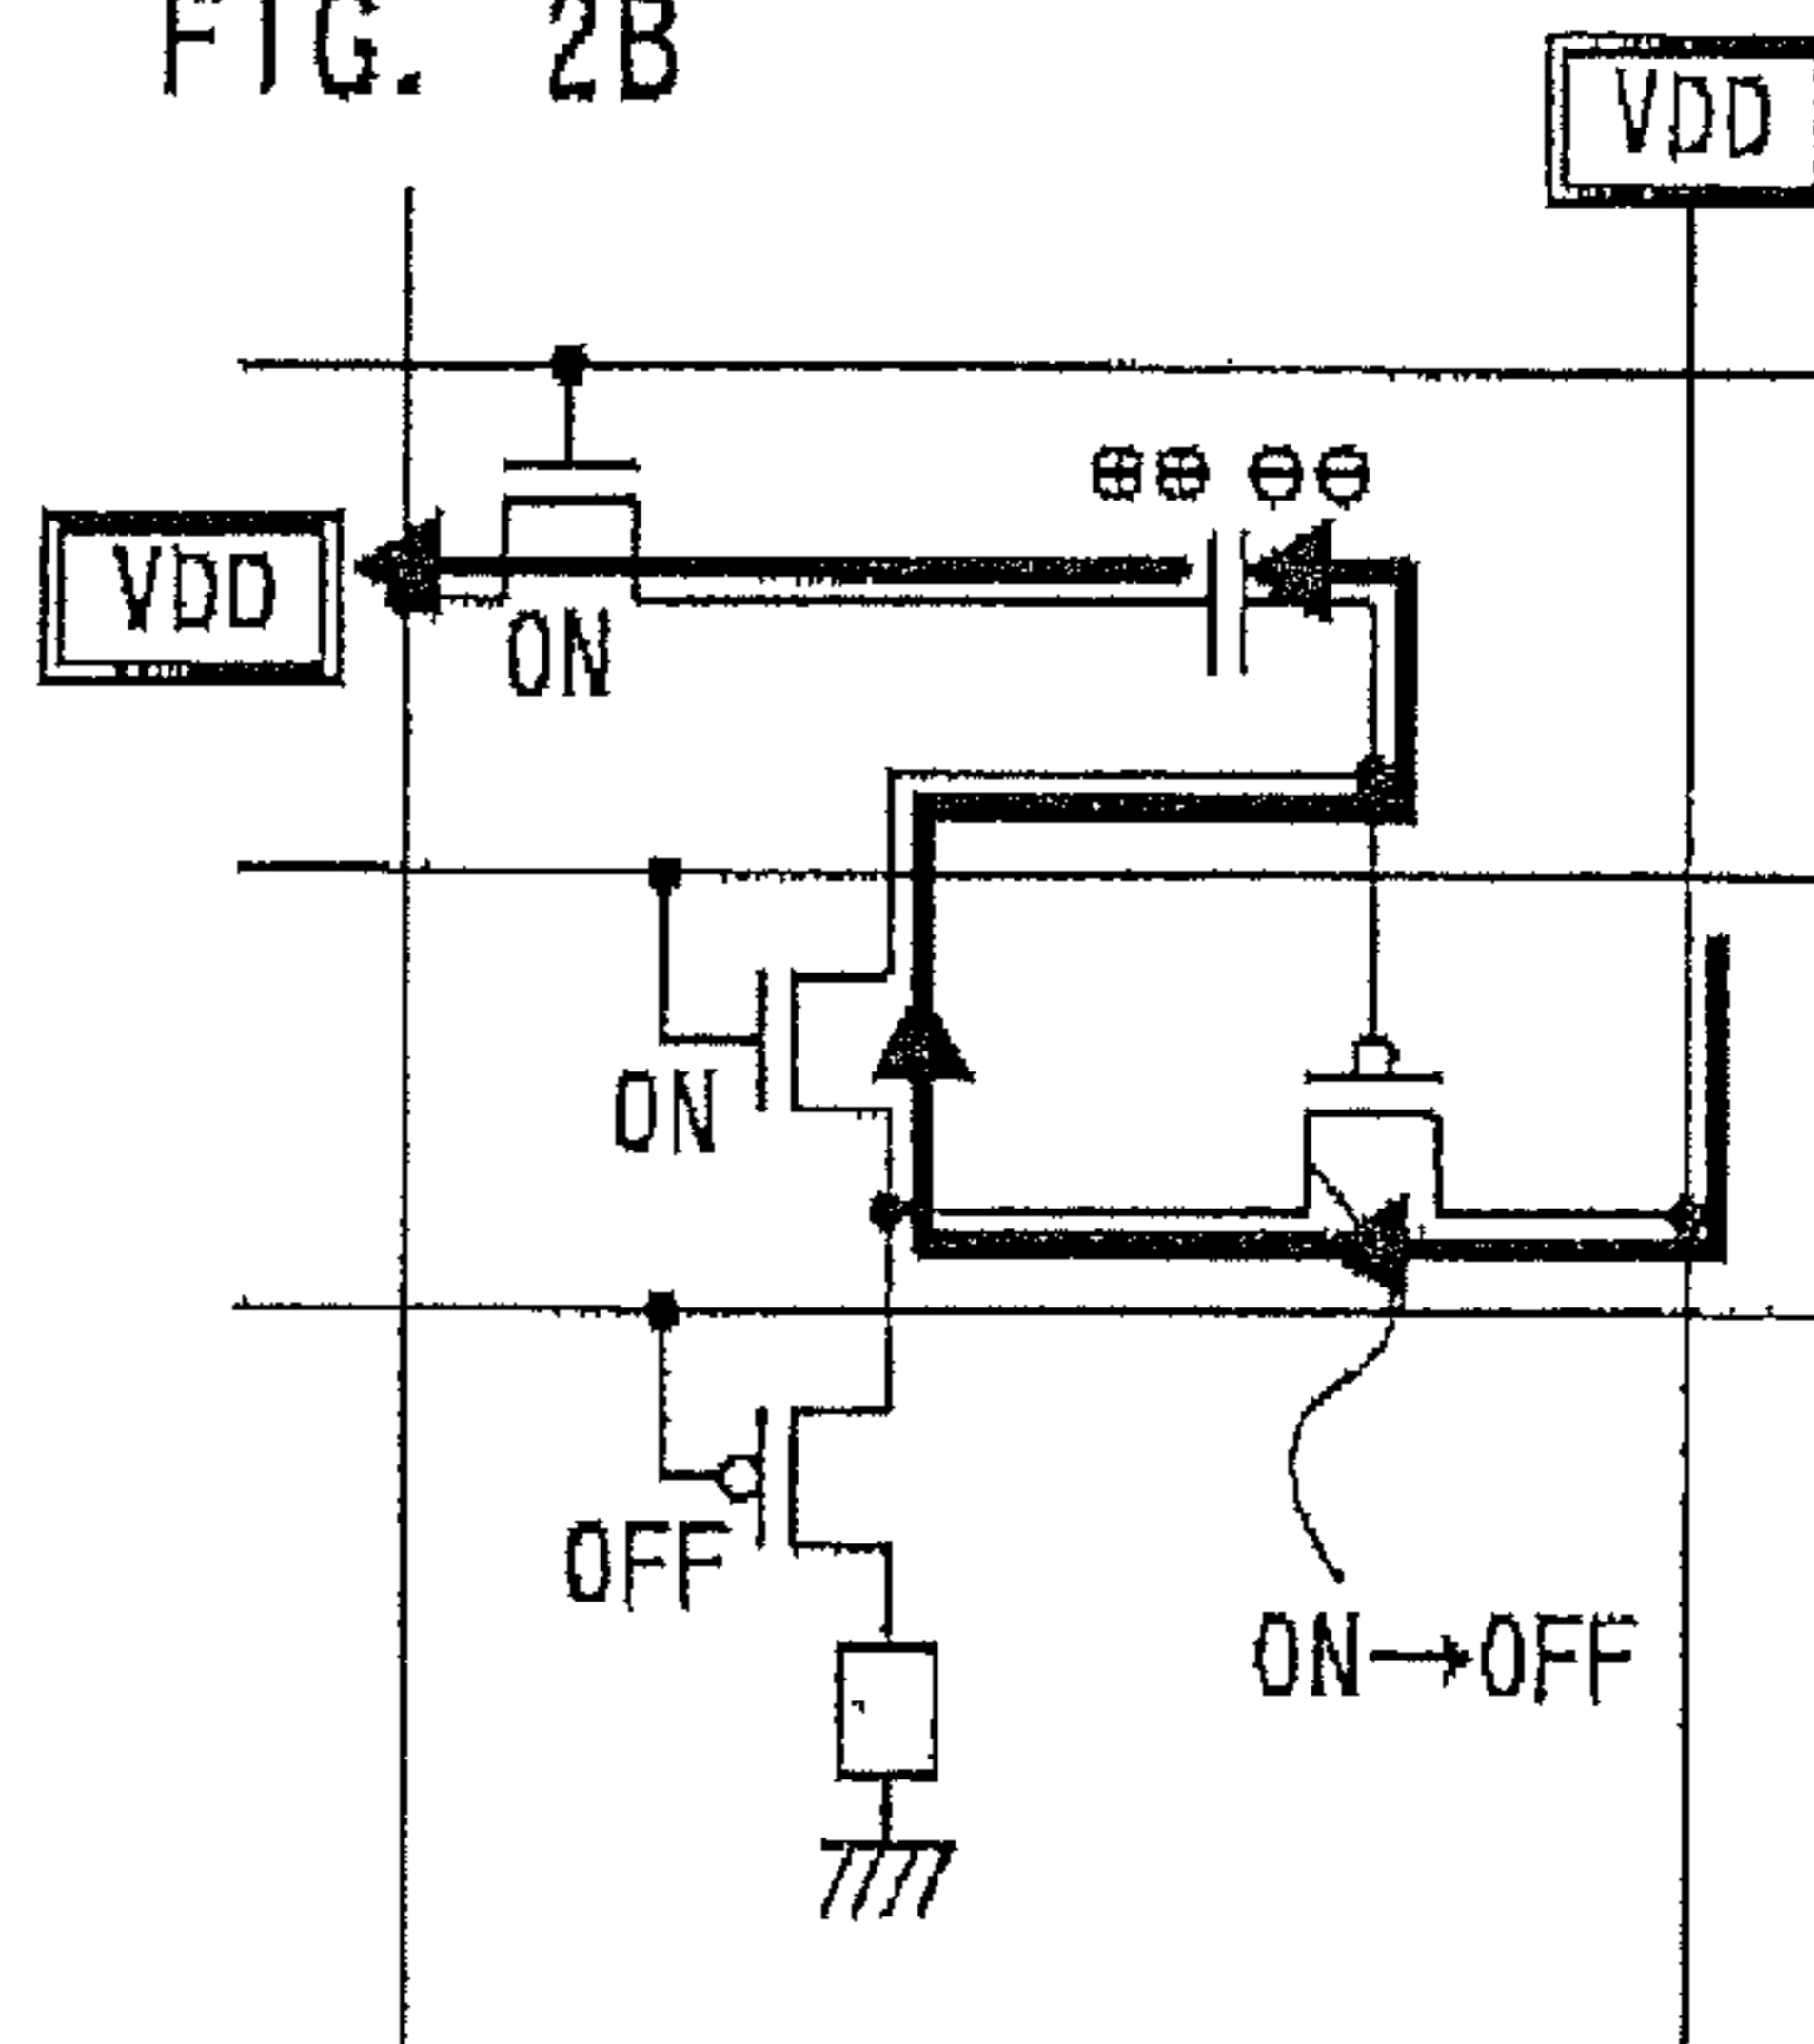 FIG. 2B
VDD
⊕⊕ ⊖⊖
VDD
ON
ON
OFF
ON→OFF